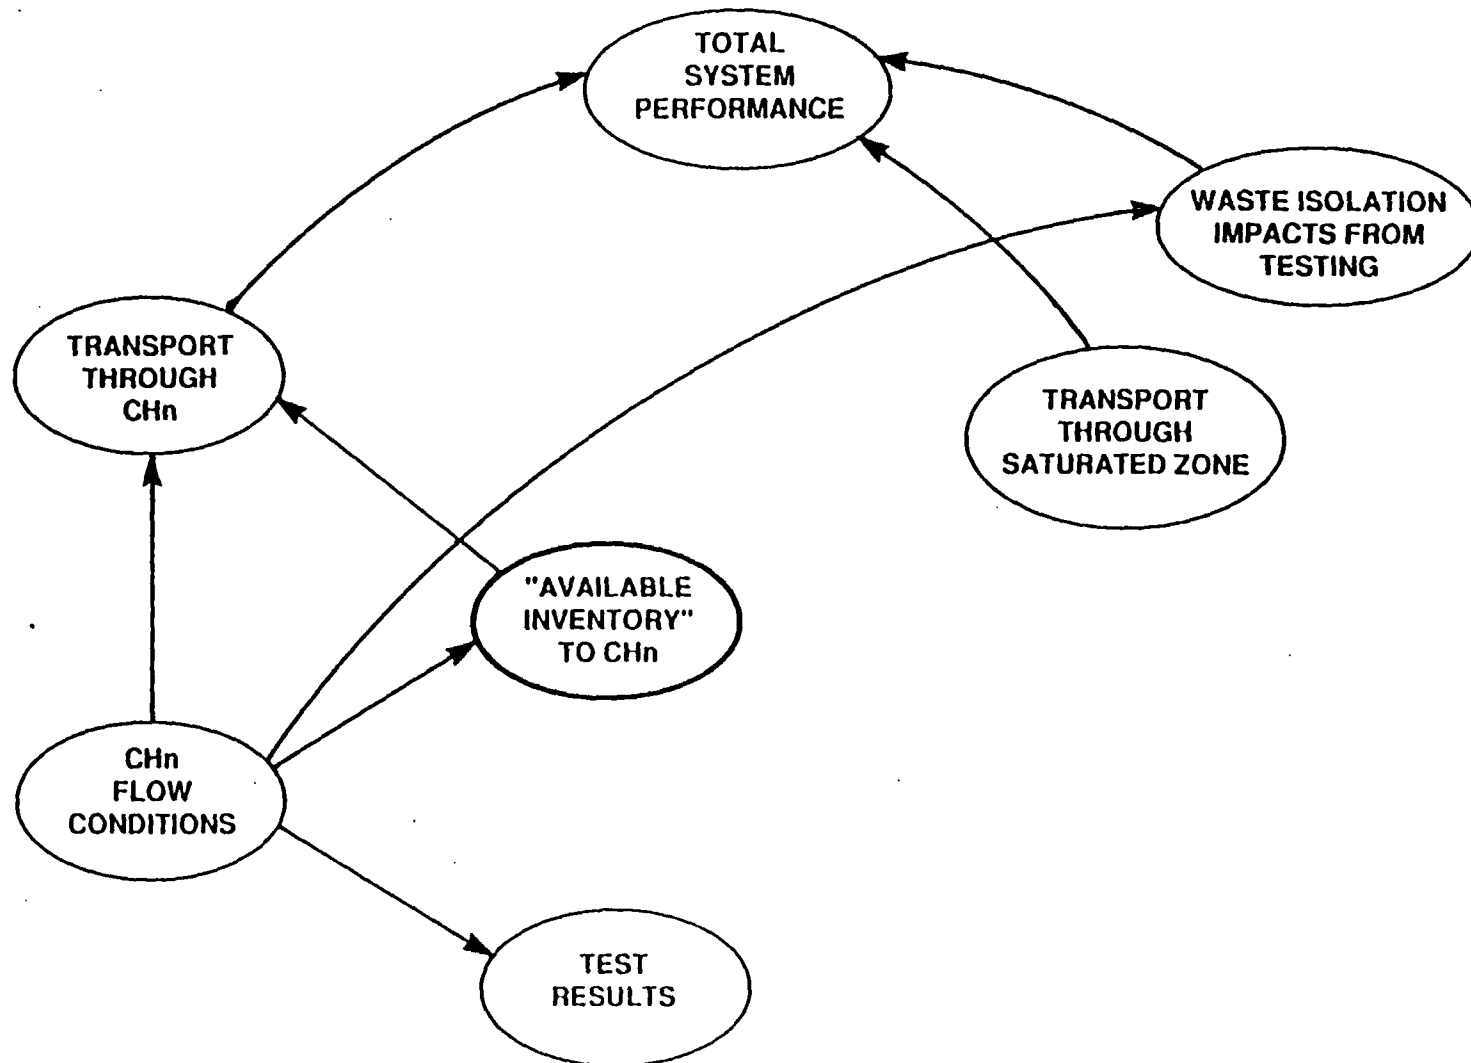 TOTAL
SYSTEM
PERFORMANCE
WASTE ISOLATION
IMPACTS FROM
TESTING
TRANSPORT
THROUGH
CHn
TRANSPORT
THROUGH
SATURATED ZONE
"AVAILABLE
INVENTORY"
TO CHn
CHn
FLOW
CONDITIONS
TEST
RESULTS